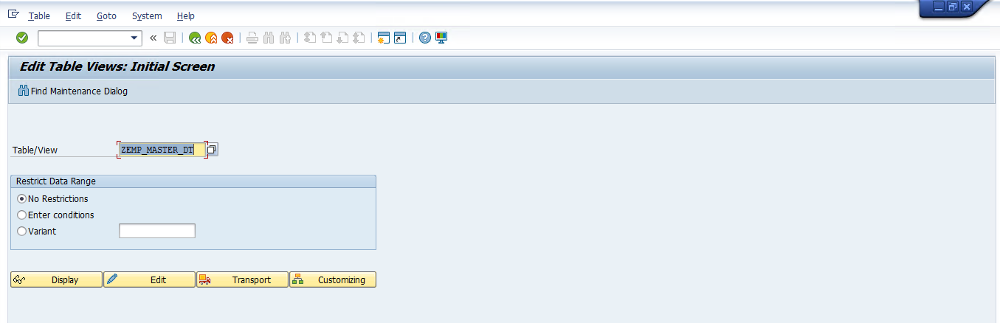 Table Edit Goto System Help
Edit Table Views: Initial Screen
Find Maintenance Dialog
Table/View ZEMP_MASTER_DT
Restrict Data Range
No Restrictions
Enter conditions
Variant
Display Edit Transport Customizing